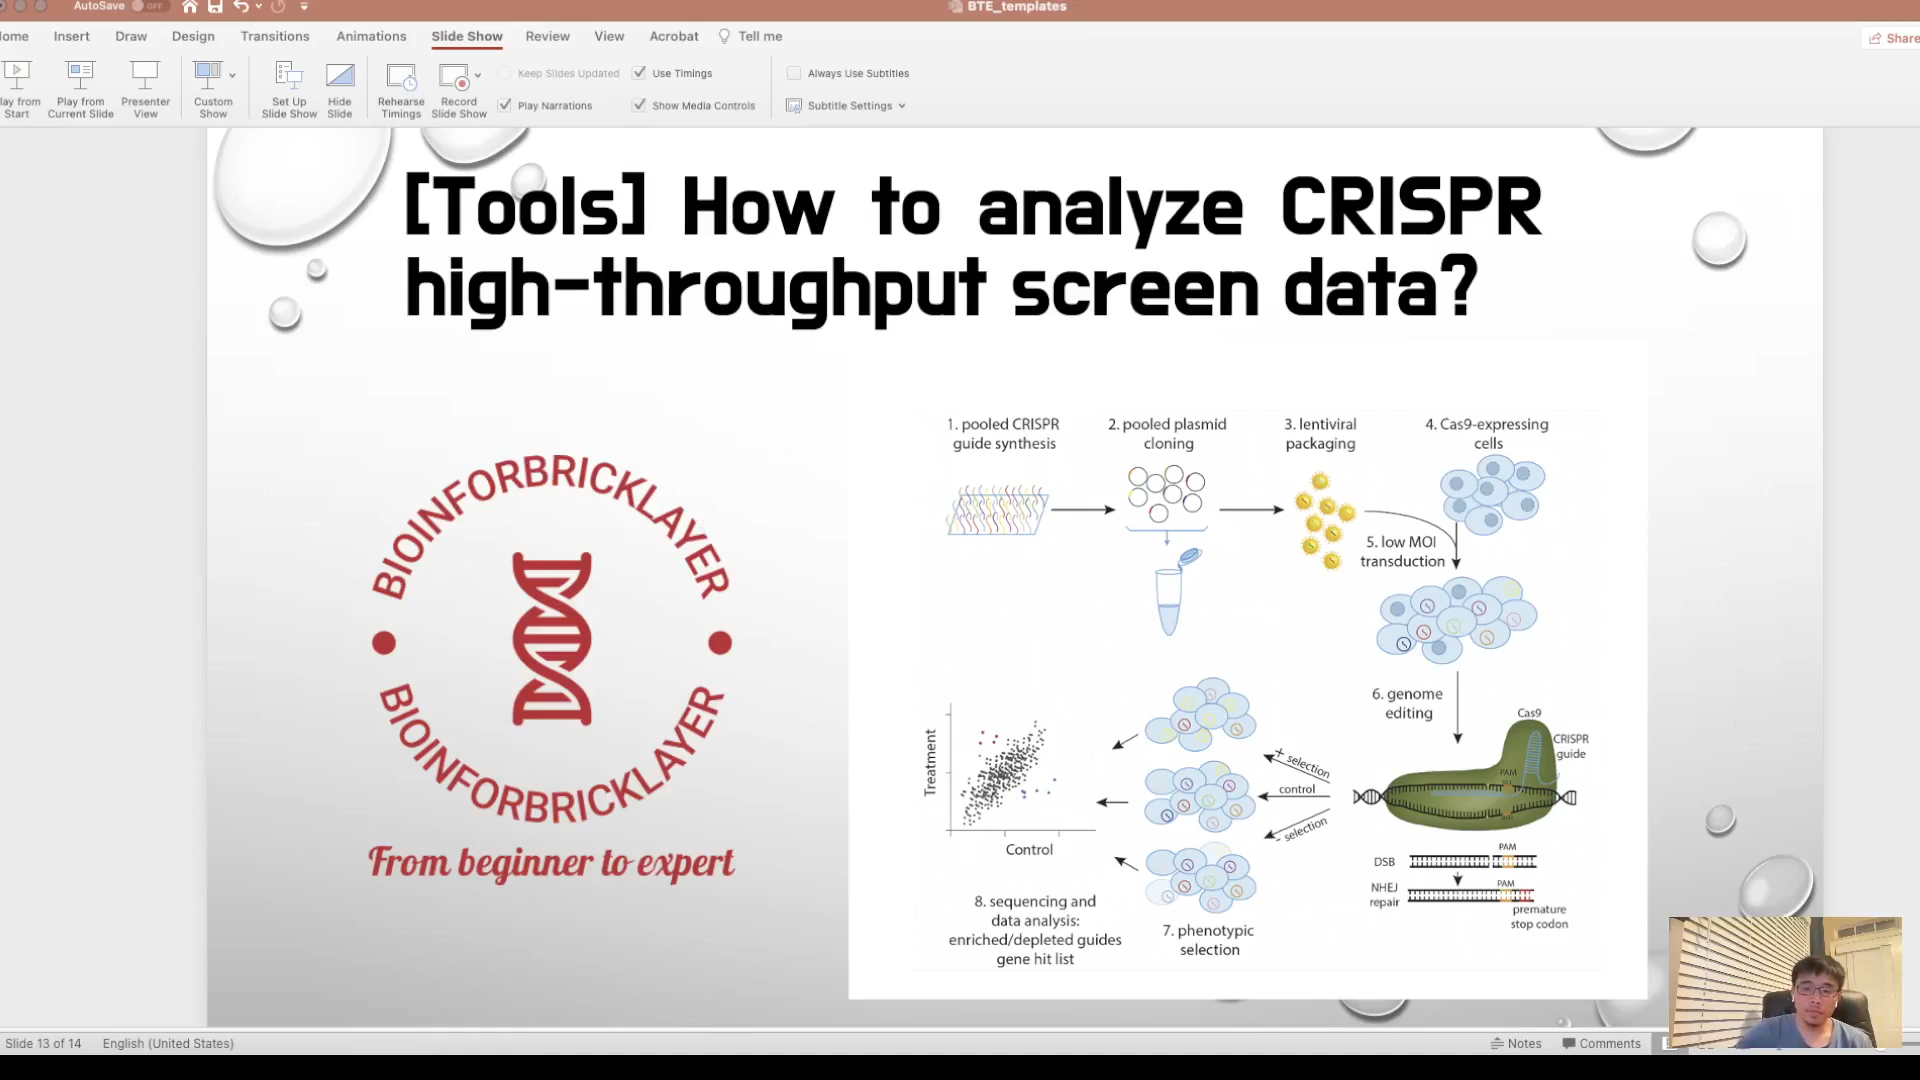 AutoSave
OFF
BTE_templates
Insert
Draw
Design
Transitions
Animations
Slide Show
Review
View
Acrobat
Tell me
Share
Start
Play from
Current Slide
Presenter
View
Custom
Show
Set Up
Slide Show
Hide
Slide
Rehearse
Timings
Record
Slide Show
Keep Slides Updated
Play Narrations
Use Timings
Show Media Controls
Always Use Subtitles
Subtitle Settings
[Tools] How to analyze CRISPR
high-throughput screen data?
BIOINFORBRICKLAYER
BIOINFORBRICKLAYER
From beginner to expert
1. pooled CRISPR
guide synthesis
2. pooled plasmid
cloning
3. lentiviral
packaging
4. Cas9-expressing
cells
5. low MOI
transduction
6. genome
editing
Cas9
CRISPR
guide
PAM
+ selection
control
- selection
Treatment
Control
DSB
PAM
NHEJ
repair
PAM
premature
stop codon
7. phenotypic
selection
8. sequencing and
data analysis:
enriched/depleted guides
gene hit list
Slide 13 of 14
English (United States)
Notes
Comments